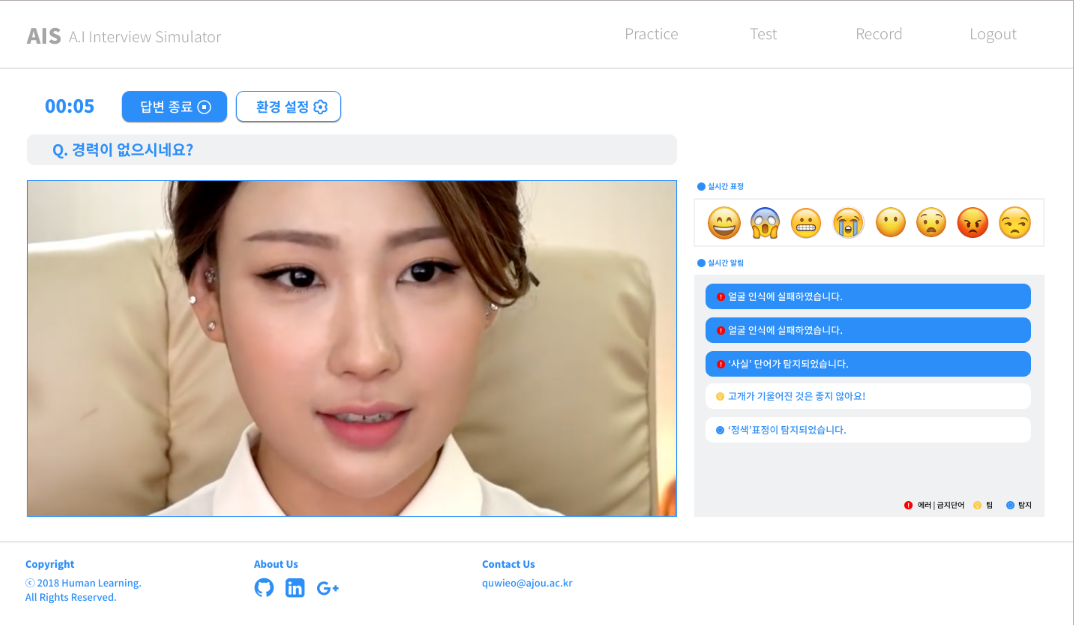 AIS A.I Interview Simulator
Practice
Test
Record
Logout
00:05
답변 종료
환경 설정
Q. 경력이 없으시네요?
실시간 표정
실시간 알림
얼굴 인식에 실패하였습니다.
얼굴 인식에 실패하였습니다.
‘사실’ 단어가 탐지되었습니다.
고개가 기울어진 것은 좋지 않아요!
‘정색’표정이 탐지되었습니다.
에러 | 금지단어
팁
탐지
Copyright
ⓒ 2018 Human Learning.
All Rights Reserved.
About Us
Contact Us
quwieo@ajou.ac.kr